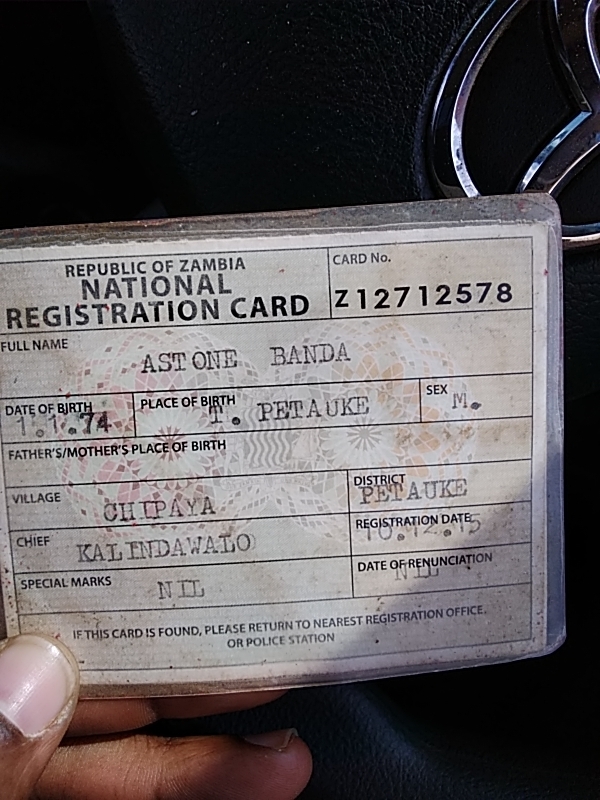 REPUBLIC OF ZAMBIA
NATIONAL
REGISTRATION CARD
CARD No.
Z12712578
FULL NAME
ASTONE BANDA
DATE OF BIRTH
1.1.74
PLACE OF BIRTH
T. PETAUKE
SEX
M.
FATHER'S/MOTHER'S PLACE OF BIRTH
VILLAGE
CHIPAYA
DISTRICT
PETAUKE
CHIEF
KALINDAWALO
REGISTRATION DATE
10.12.15
SPECIAL MARKS
NIL
DATE OF RENUNCIATION
NIL
IF THIS CARD IS FOUND, PLEASE RETURN TO NEAREST REGISTRATION OFFICE,
OR POLICE STATION